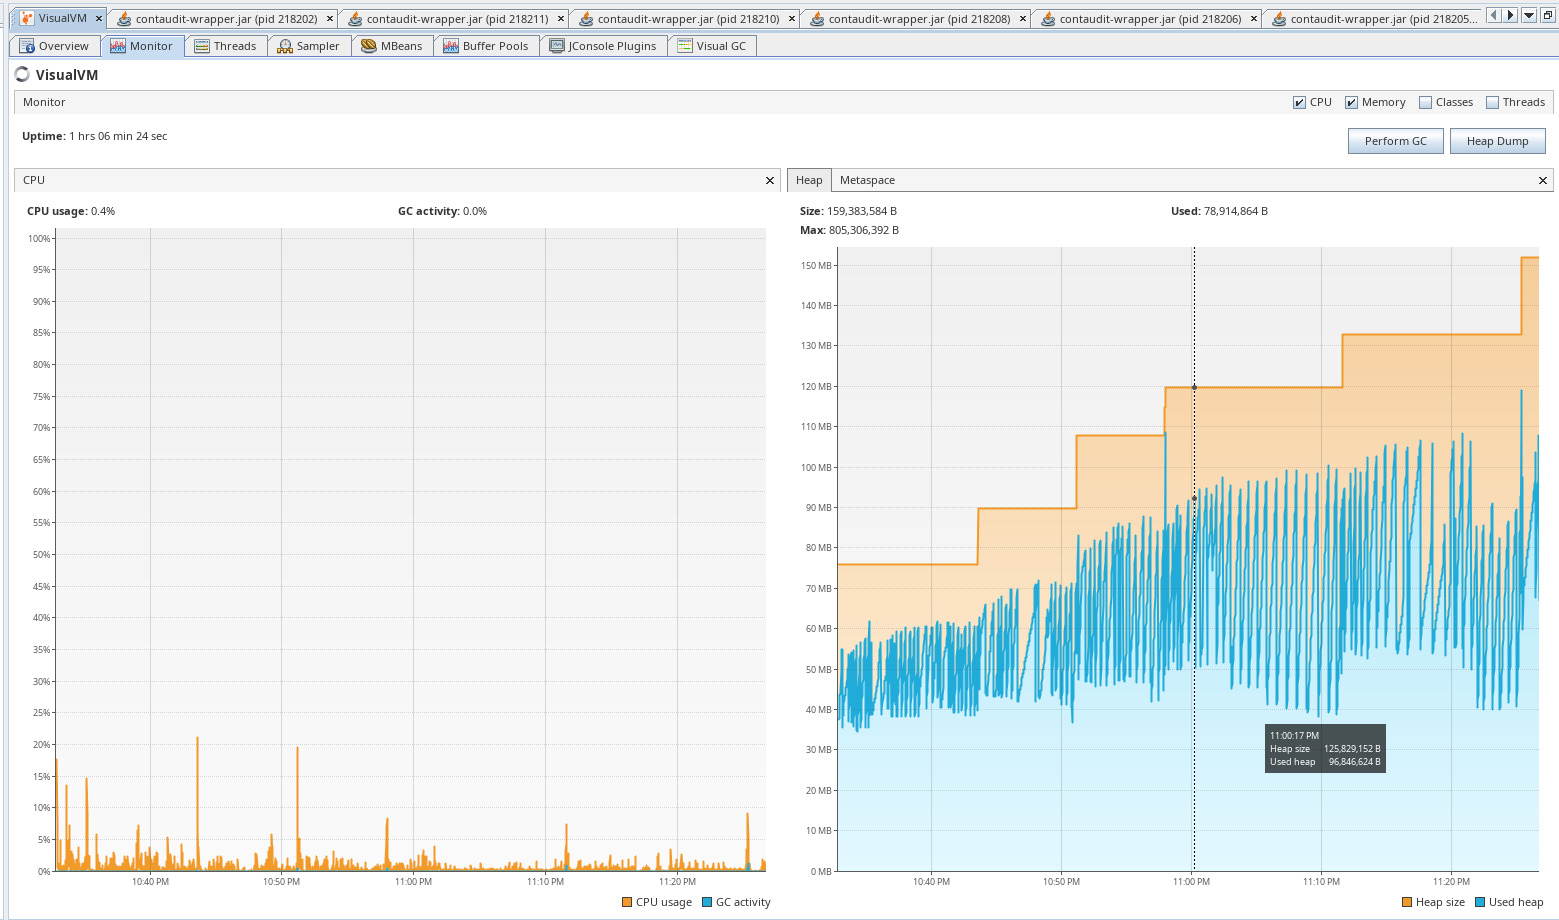 VisualVM contaudit-wrapper.jar (pid 218202) contaudit-wrapper.jar (pid 218211) contaudit-wrapper.jar (pid 218210) contaudit-wrapper.jar (pid 218208) contaudit-wrapper.jar (pid 218206) contaudit-wrapper.jar (pid 218205...
Overview Monitor Threads Sampler MBeans Buffer Pools JConsole Plugins Visual GC
VisualVM
Monitor CPU Memory Classes Threads
Uptime: 1 hrs 06 min 24 sec
Perform GC Heap Dump
CPU
CPU usage: 0.4% GC activity: 0.0%
100%
95%
90%
85%
80%
75%
70%
65%
60%
55%
50%
45%
40%
35%
30%
25%
20%
15%
10%
5%
0%
10:40 PM 10:50 PM 11:00 PM 11:10 PM 11:20 PM
CPU usage GC activity
Heap Metaspace
Size: 159,383,584 B Used: 78,914,864 B
Max: 805,306,392 B
150 MB
140 MB
130 MB
120 MB
110 MB
100 MB
90 MB
80 MB
70 MB
60 MB
50 MB
40 MB
30 MB
20 MB
10 MB
0 MB
11:00:17 PM
Heap size 125,829,152 B
Used heap 96,846,624 B
10:40 PM 10:50 PM 11:00 PM 11:10 PM 11:20 PM
Heap size Used heap